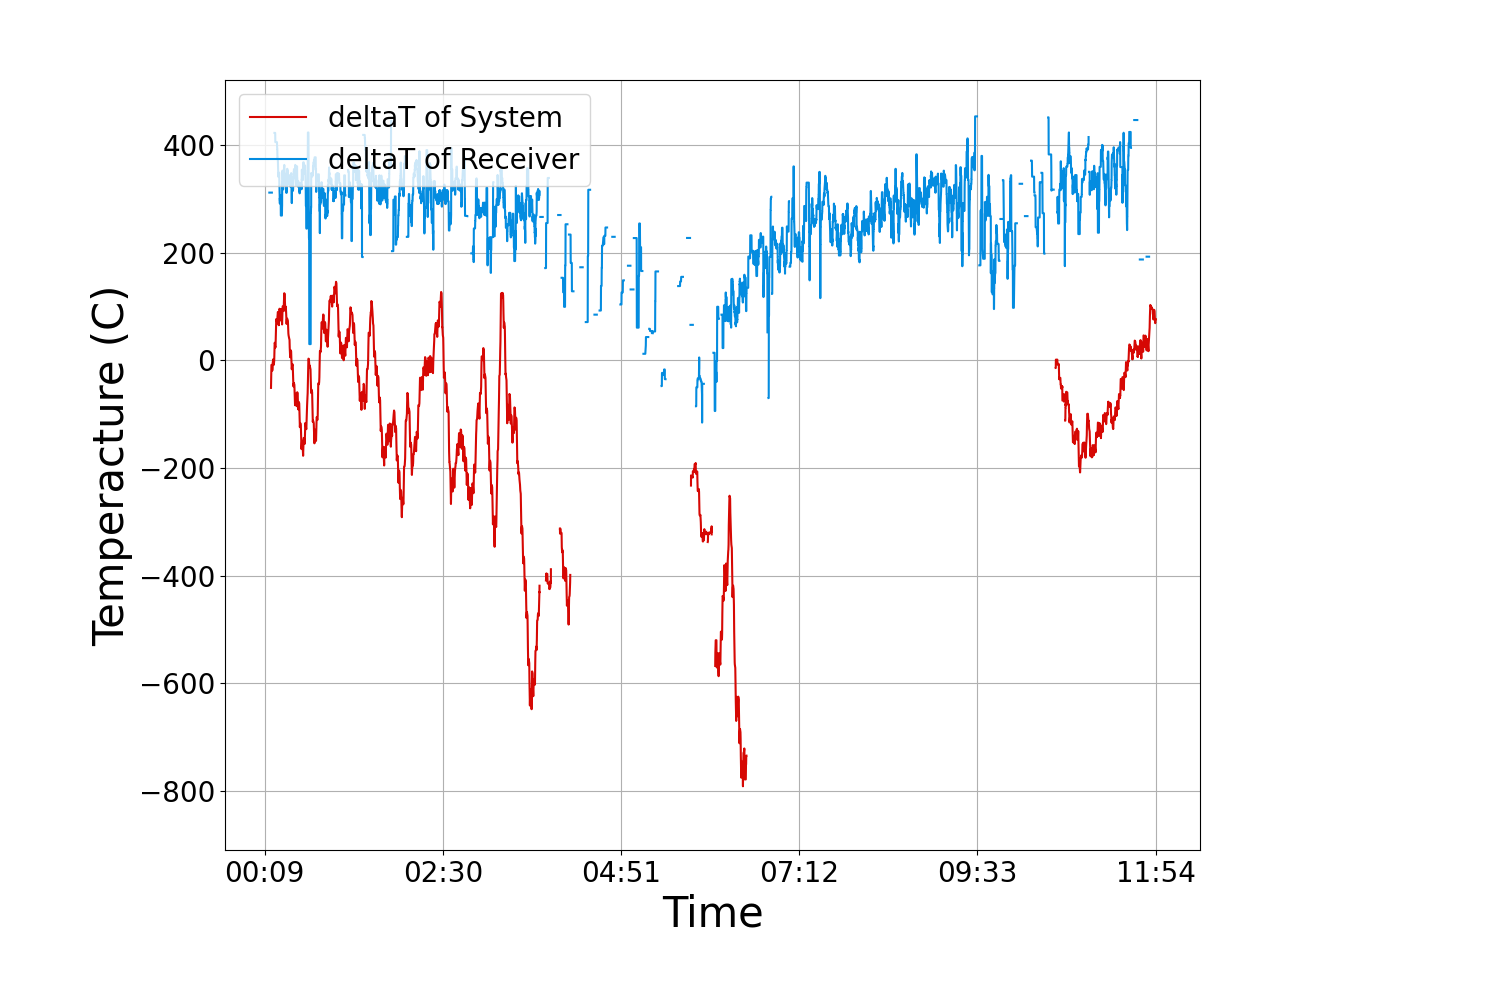 deltaT of System
deltaT of Receiver
400
200
0
−200
−400
−600
−800
Temperacture (C)
00:09 02:30 04:51 07:12 09:33 11:54
Time